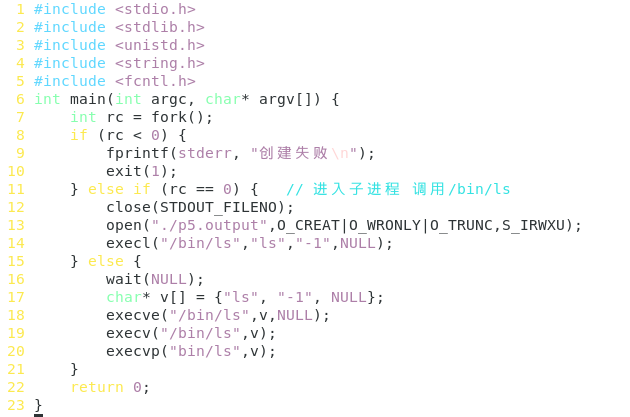 1 #include <stdio.h>
2 #include <stdlib.h>
3 #include <unistd.h>
4 #include <string.h>
5 #include <fcntl.h>
6 int main(int argc, char* argv[]) {
7     int rc = fork();
8     if (rc < 0) {
9         fprintf(stderr, "创建失败\n");
10         exit(1);
11     } else if (rc == 0) {   // 进入子进程 调用/bin/ls
12         close(STDOUT_FILENO);
13         open("./p5.output",O_CREAT|O_WRONLY|O_TRUNC,S_IRWXU);
14         execl("/bin/ls","ls","-1",NULL);
15     } else {
16         wait(NULL);
17         char* v[] = {"ls", "-1", NULL};
18         execve("/bin/ls",v,NULL);
19         execv("/bin/ls",v);
20         execvp("bin/ls",v);
21     }
22     return 0;
23 }